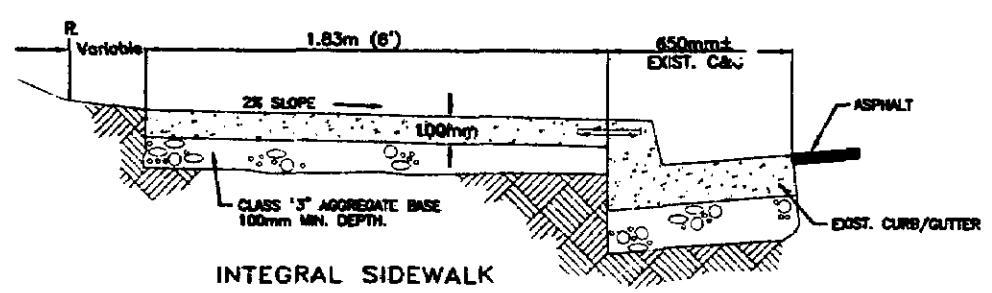 R
Variable
1.83m (6')
650mm±
EXIST. C&G
2% SLOPE
100mm
ASPHALT
CLASS "3" AGGREGATE BASE
100mm MIN. DEPTH.
EXIST. CURB/GUTTER
INTEGRAL SIDEWALK